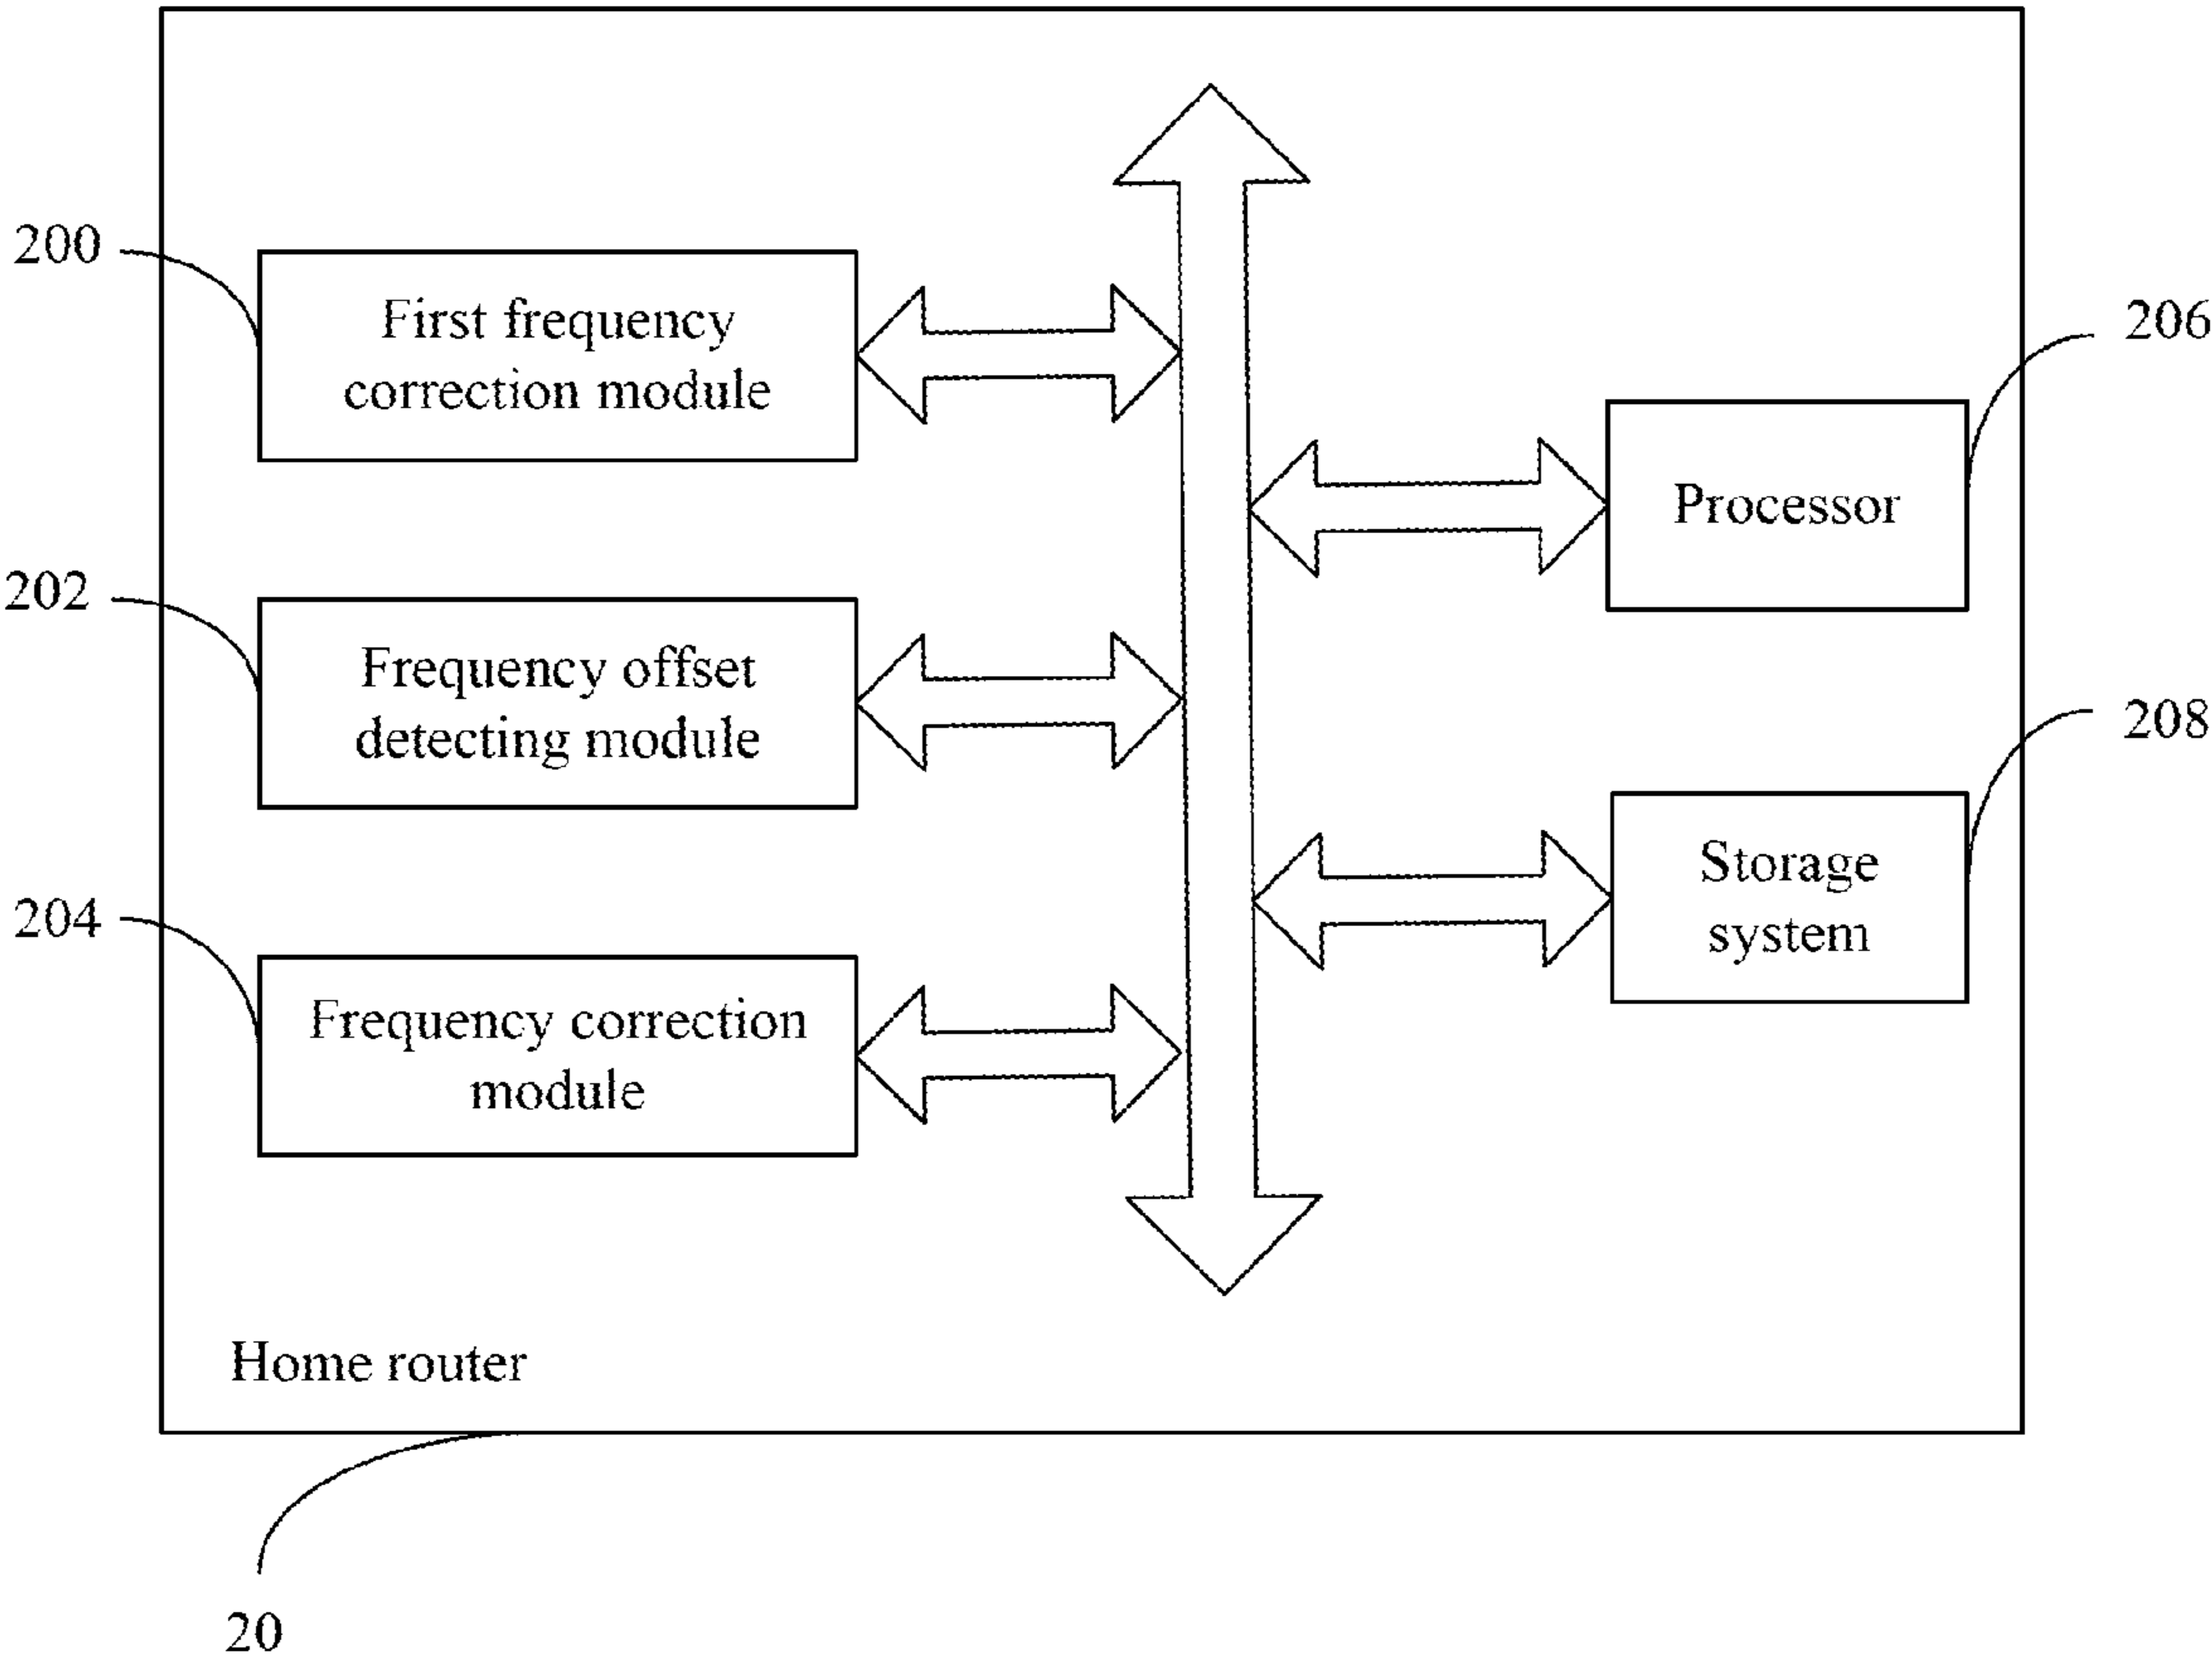 200
First frequency
correction module
206
Processor
202
Frequency offset
detecting module
208
Storage
system
204
Frequency correction
module
Home router
20